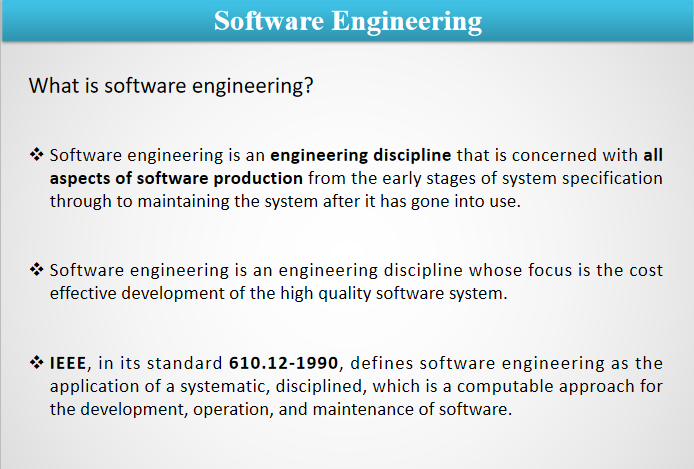 Software Engineering
What is software engineering?
❖ Software engineering is an engineering discipline that is concerned with all
aspects of software production from the early stages of system specification
through to maintaining the system after it has gone into use.
❖ Software engineering is an engineering discipline whose focus is the cost
effective development of the high quality software system.
❖ IEEE, in its standard 610.12-1990, defines software engineering as the
application of a systematic, disciplined, which is a computable approach for
the development, operation, and maintenance of software.